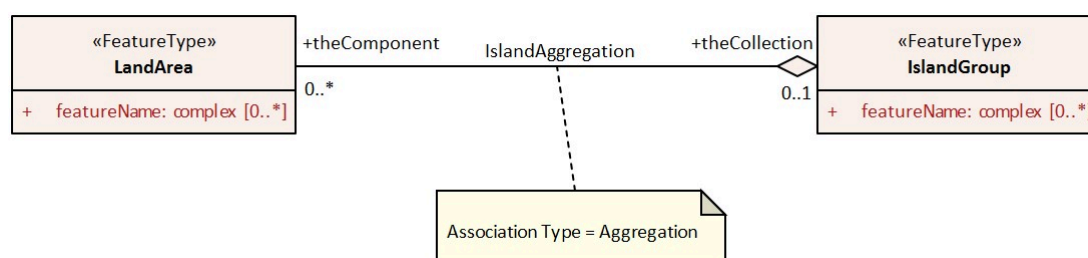 «FeatureType»
LandArea
+ featureName: complex [0..*]
+theComponent
0..*
IslandAggregation
+theCollection
0..1
«FeatureType»
IslandGroup
+ featureName: complex [0..*
Association Type = Aggregation